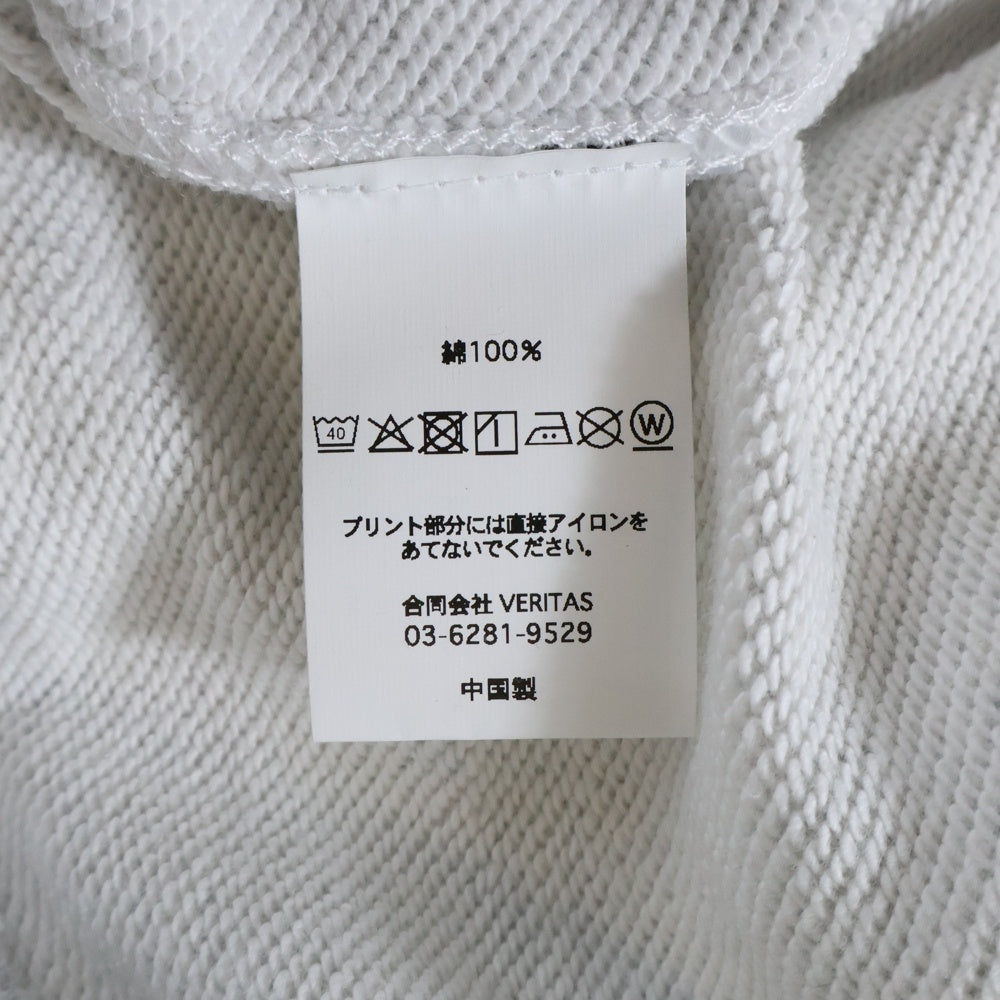 綿100%
40
W
プリント部分には直接アイロンを
あてないでください。
合同会社 VERITAS
03-6281-9529
中国製